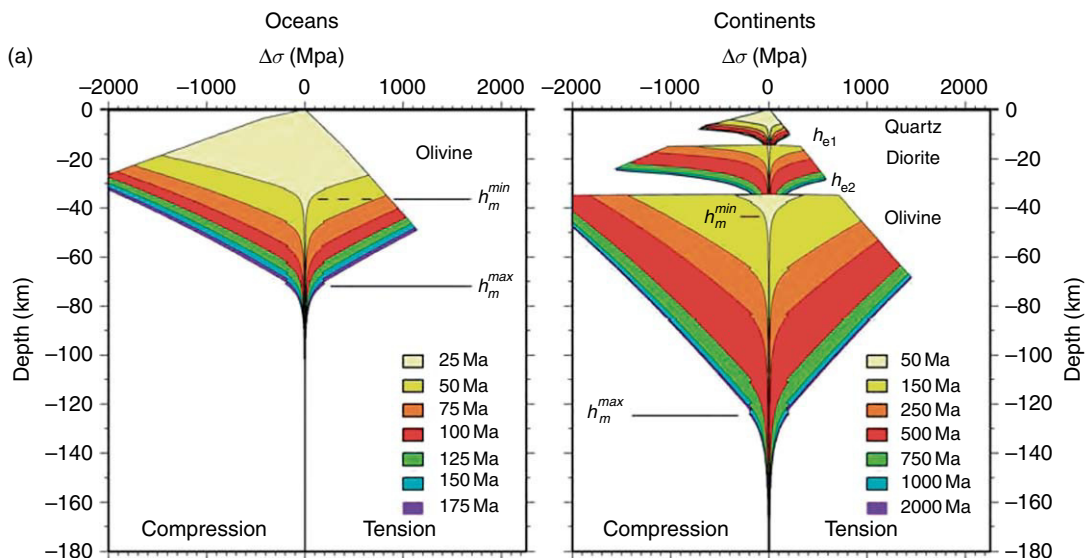 Oceans
Continents
(a)
Δσ (Mpa)
Δσ (Mpa)
−2000 −1000 0 1000 2000
−2000 −1000 0 1000 2000
0
−20
−40
−60
−80
−100
−120
−140
−160
−180
Depth (km)
Olivine
h_m^min
h_m^max
25 Ma
50 Ma
75 Ma
100 Ma
125 Ma
150 Ma
175 Ma
Compression
Tension
Quartz
h_e1
Diorite
h_e2
h_m^min
Olivine
h_m^max
50 Ma
150 Ma
250 Ma
500 Ma
750 Ma
1000 Ma
2000 Ma
Compression
Tension
0
−20
−40
−60
−80
−100
−120
−140
−160
−180
Depth (km)